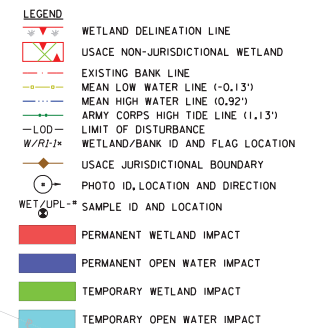 LEGEND
WETLAND DELINEATION LINE
USACE NON-JURISDICTIONAL WETLAND
EXISTING BANK LINE
MEAN LOW WATER LINE (-0.13')
MEAN HIGH WATER LINE (0.92')
ARMY CORPS HIGH TIDE LINE (1.13')
LOD LIMIT OF DISTURBANCE
W/RI-1* WETLAND/BANK ID AND FLAG LOCATION
USACE JURISDICTIONAL BOUNDARY
PHOTO ID, LOCATION AND DIRECTION
WET/UPL-# SAMPLE ID AND LOCATION
PERMANENT WETLAND IMPACT
PERMANENT OPEN WATER IMPACT
TEMPORARY WETLAND IMPACT
TEMPORARY OPEN WATER IMPACT